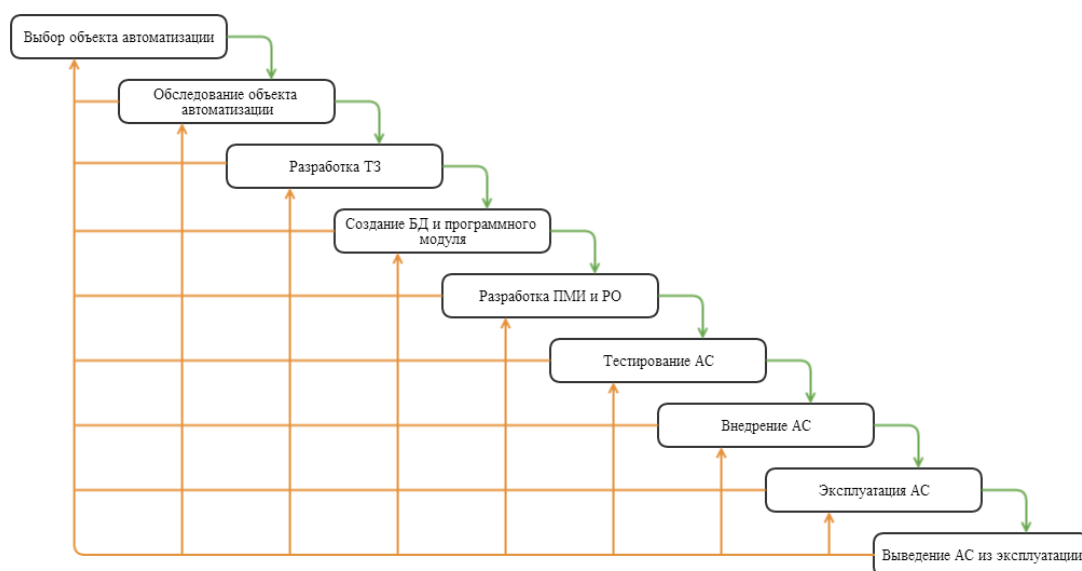 Выбор объекта автоматизации
Обследование объекта
автоматизации
Разработка ТЗ
Создание БД и программного
модуля
Разработка ПМИ и РО
Тестирование АС
Внедрение АС
Эксплуатация АС
Выведение АС из эксплуатации